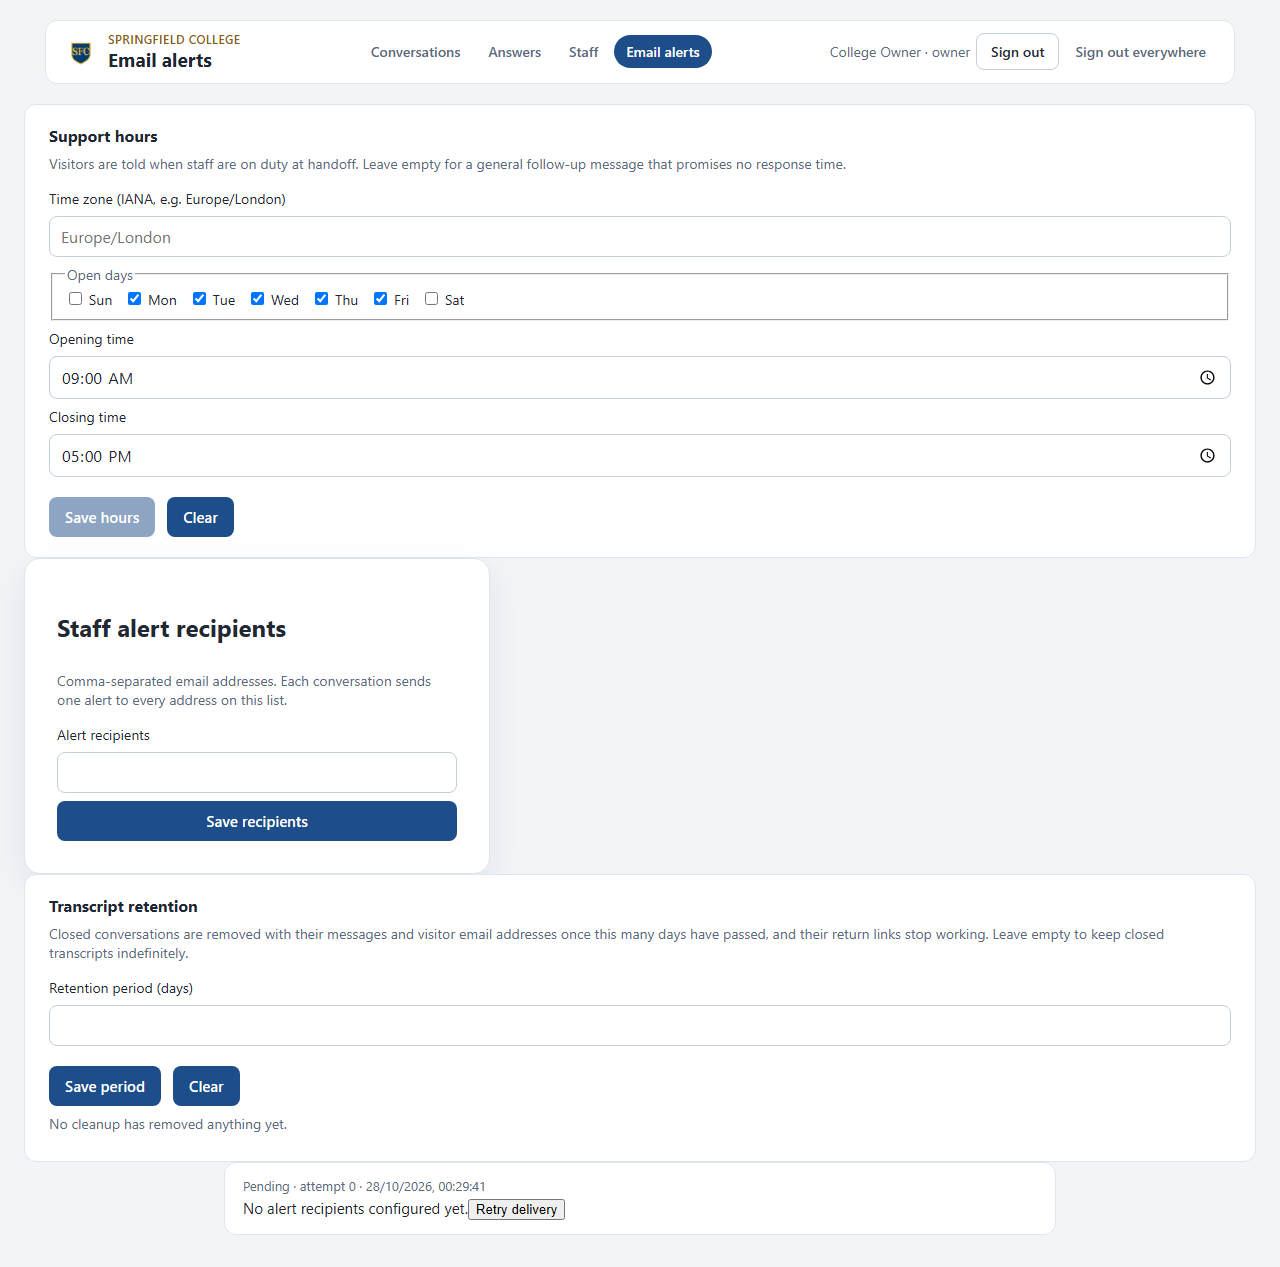 SFC
SPRINGFIELD COLLEGE
Email alerts
Conversations
Answers
Staff
Email alerts
College Owner · owner
Sign out
Sign out everywhere
Support hours
Visitors are told when staff are on duty at handoff. Leave empty for a general follow-up message that promises no response time.
Time zone (IANA, e.g. Europe/London)
Europe/London
Open days
Sun Mon Tue Wed Thu Fri Sat
Opening time
09:00 AM
Closing time
05:00 PM
Save hours
Clear
Staff alert recipients
Comma-separated email addresses. Each conversation sends
one alert to every address on this list.
Alert recipients
Save recipients
Transcript retention
Closed conversations are removed with their messages and visitor email addresses once this many days have passed, and their return links stop working. Leave empty to keep closed
transcripts indefinitely.
Retention period (days)
Save period
Clear
No cleanup has removed anything yet.
Pending · attempt 0 · 28/10/2026, 00:29:41
No alert recipients configured yet.
Retry delivery